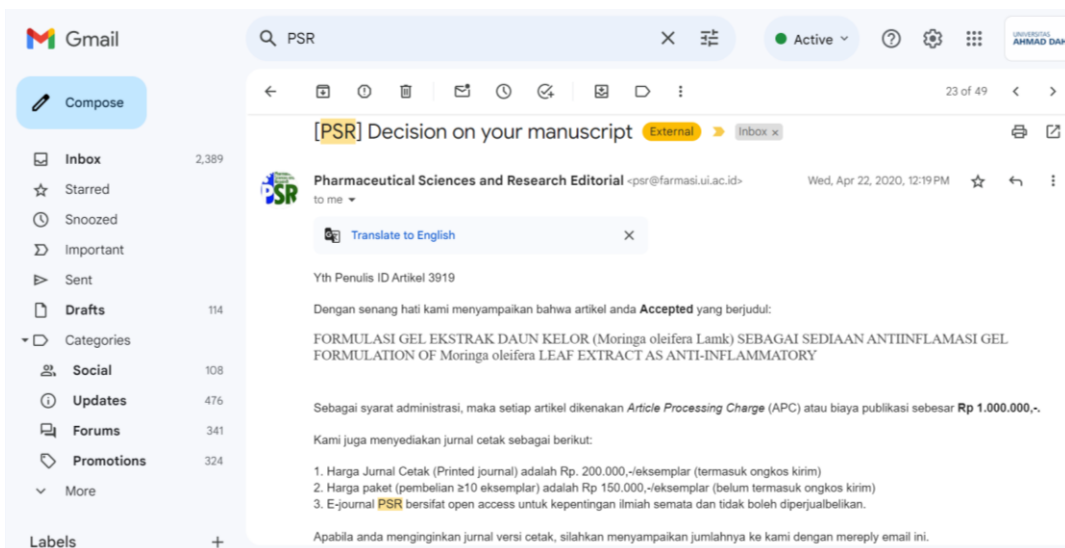 Gmail
PSR
Active
UNIVERSITAS
AHMAD DAH
Compose
23 of 49
[PSR] Decision on your manuscript External Inbox x
Inbox 2,389
Starred
Snoozed
Important
Sent
Drafts 114
Categories
Social 108
Updates 476
Forums 341
Promotions 324
More
Labels +
PSR
Pharmaceutical Sciences and Research Editorial <psr@farmasi.ui.ac.id> Wed, Apr 22, 2020, 12:19 PM
to me
Translate to English
Yth Penulis ID Artikel 3919
Dengan senang hati kami menyampaikan bahwa artikel anda Accepted yang berjudul:
FORMULASI GEL EKSTRAK DAUN KELOR (Moringa oleifera Lamk) SEBAGAI SEDIAAN ANTIINFLAMASI GEL
FORMULATION OF Moringa oleifera LEAF EXTRACT AS ANTI-INFLAMMATORY
Sebagai syarat administrasi, maka setiap artikel dikenakan Article Processing Charge (APC) atau biaya publikasi sebesar Rp 1.000.000,-.
Kami juga menyediakan jurnal cetak sebagai berikut:
1. Harga Jurnal Cetak (Printed journal) adalah Rp. 200.000,-/eksemplar (termasuk ongkos kirim)
2. Harga paket (pembelian ≥10 eksemplar) adalah Rp 150.000,-/eksemplar (belum termasuk ongkos kirim)
3. E-journal PSR bersifat open access untuk kepentingan ilmiah semata dan tidak boleh diperjualbelikan.
Apabila anda menginginkan jurnal versi cetak, silahkan menyampaikan jumlahnya ke kami dengan mereply email ini.